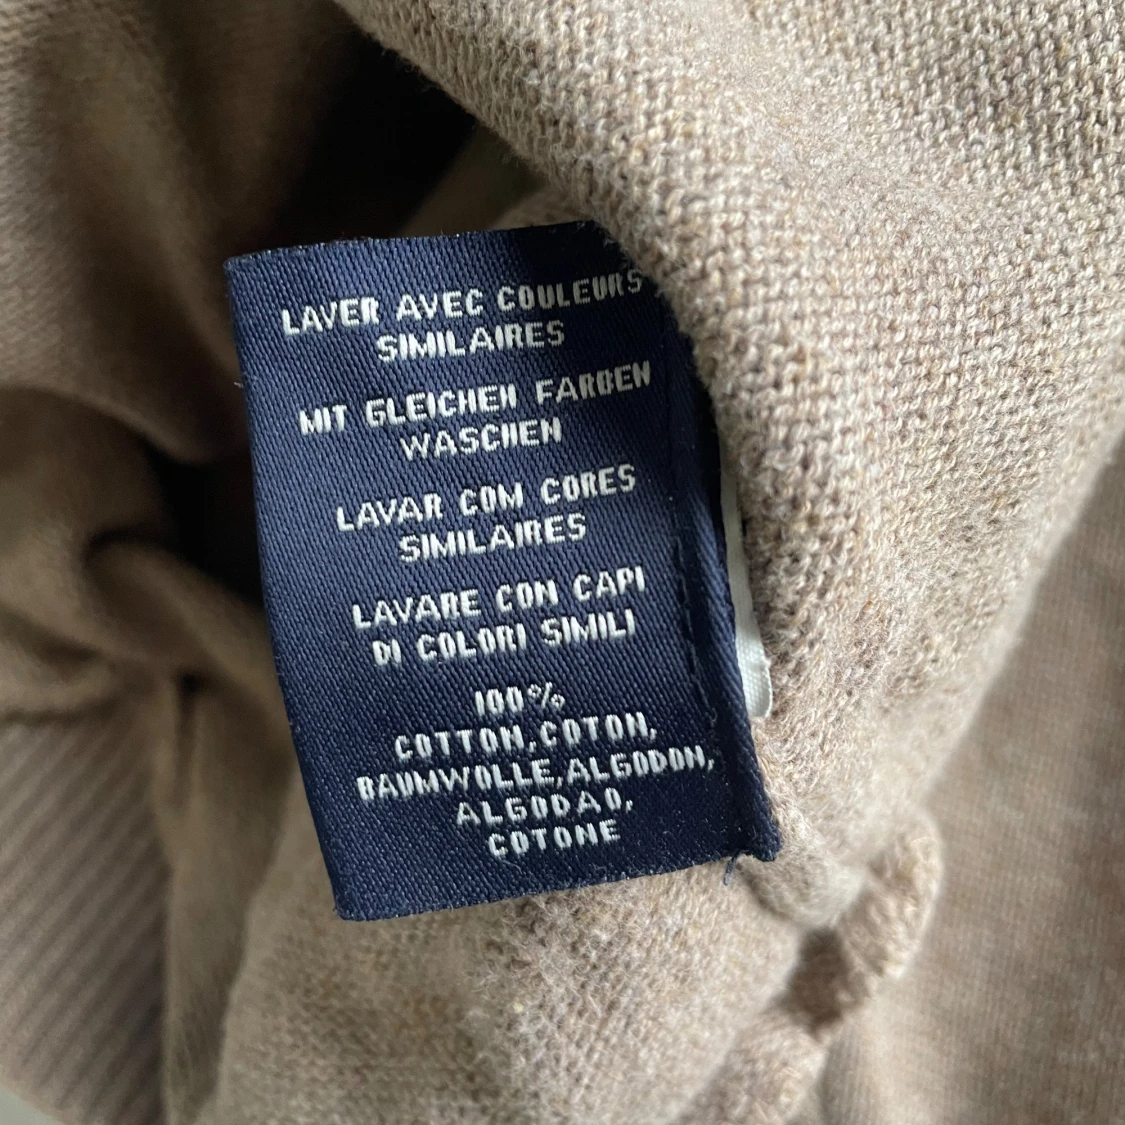 LAVER AVEC COULEURS
SIMILAIRES
MIT GLEICHEN FARBEN
WASCHEN
LAVAR COM CORES
SIMILAIRES
LAVARE CON CAPI
DI COLORI SIMILI
100%
COTTON,COTON,
BAUMWOLLE,ALGODON,
ALGODAO,
COTONE